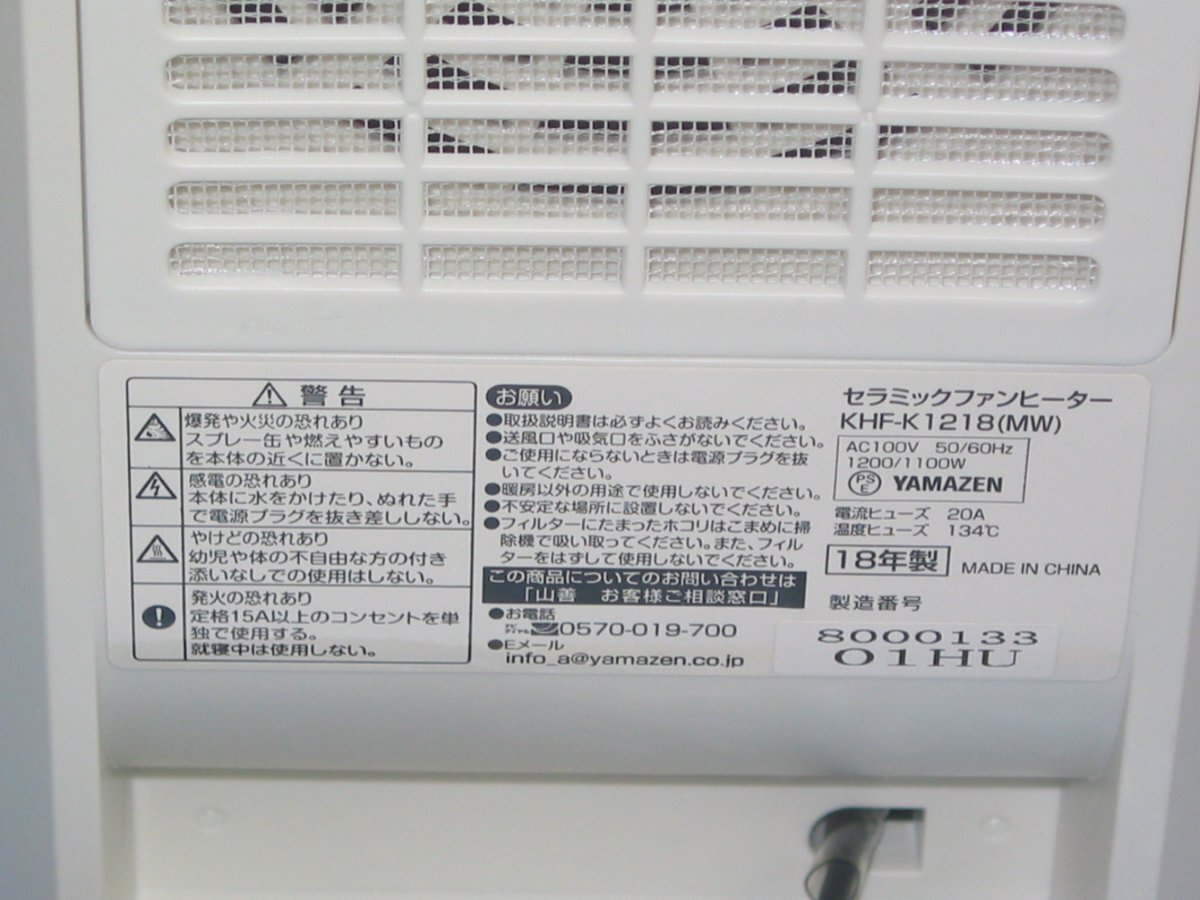 警告
爆発や火災の恐れあり
スプレー缶や燃えやすいもの
を本体の近くに置かない。
感電の恐れあり
本体に水をかけたり、ぬれた手
で電源プラグを抜き差ししない。
やけどの恐れあり
幼児や体の不自由な方の付き
添いなしでの使用はしない。
発火の恐れあり
定格15A以上のコンセントを単
独で使用する。
就寝中は使用しない。
お願い
●取扱説明書は必ずよくお読みください。
●送風口や吸気口をふさがないでください。
●ご使用にならないときは電源プラグを抜
いてください。
●暖房以外の用途で使用しないでください。
●不安定な場所に設置しないでください。
●フィルターにたまったホコリはこまめに掃
除機で吸い取ってください。また、フィル
ターをはずして使用しないでください。
この商品についてのお問い合わせは
「山善 お客様ご相談窓口」
●お電話
ナビダイヤル 0570-019-700
●Eメール
info_a@yamazen.co.jp
セラミックファンヒーター
KHF-K1218(MW)
AC100V 50/60Hz
1200/1100W
PSE YAMAZEN
電流ヒューズ 20A
温度ヒューズ 134℃
18年製 MADE IN CHINA
製造番号
8000133
01HU